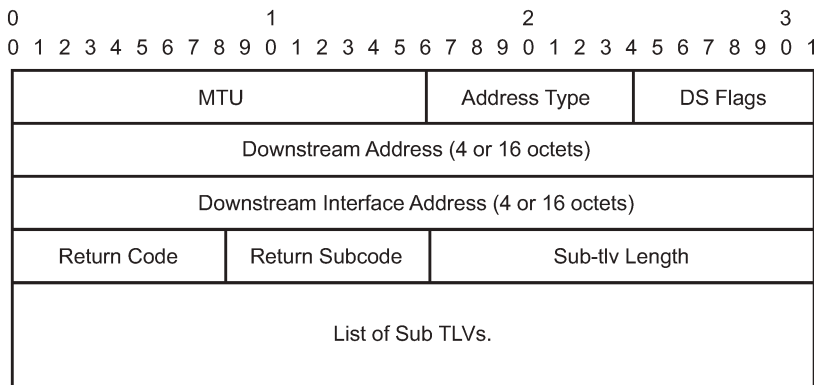 0 1 2 3
0 1 2 3 4 5 6 7 8 9 0 1 2 3 4 5 6 7 8 9 0 1 2 3 4 5 6 7 8 9 0 1
MTU Address Type DS Flags
Downstream Address (4 or 16 octets)
Downstream Interface Address (4 or 16 octets)
Return Code Return Subcode Sub-tlv Length
List of Sub TLVs.